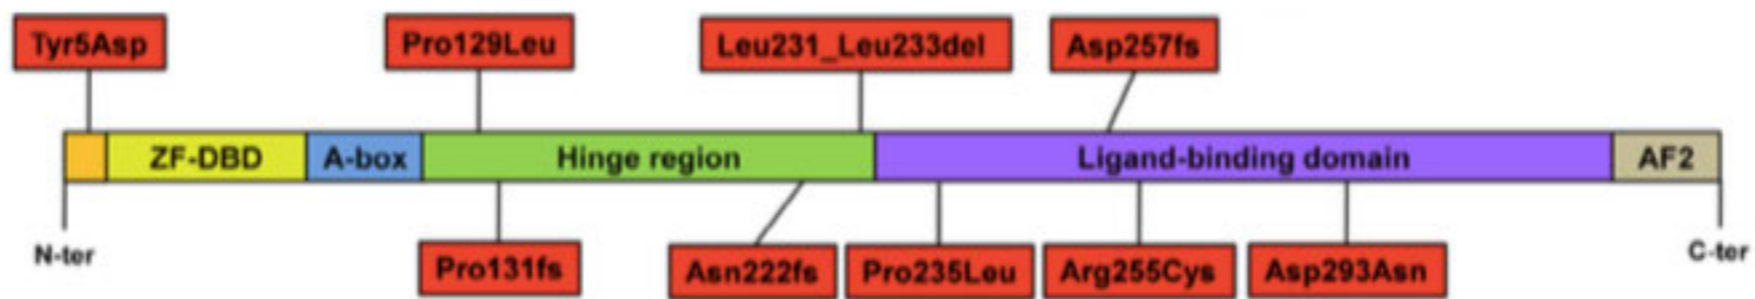 Tyr5Asp Pro129Leu Leu231_Leu233del Asp257fs
ZF-DBD A-box Hinge region Ligand-binding domain AF2
N-ter C-ter
Pro131fs Asn222fs Pro235Leu Arg255Cys Asp293Asn